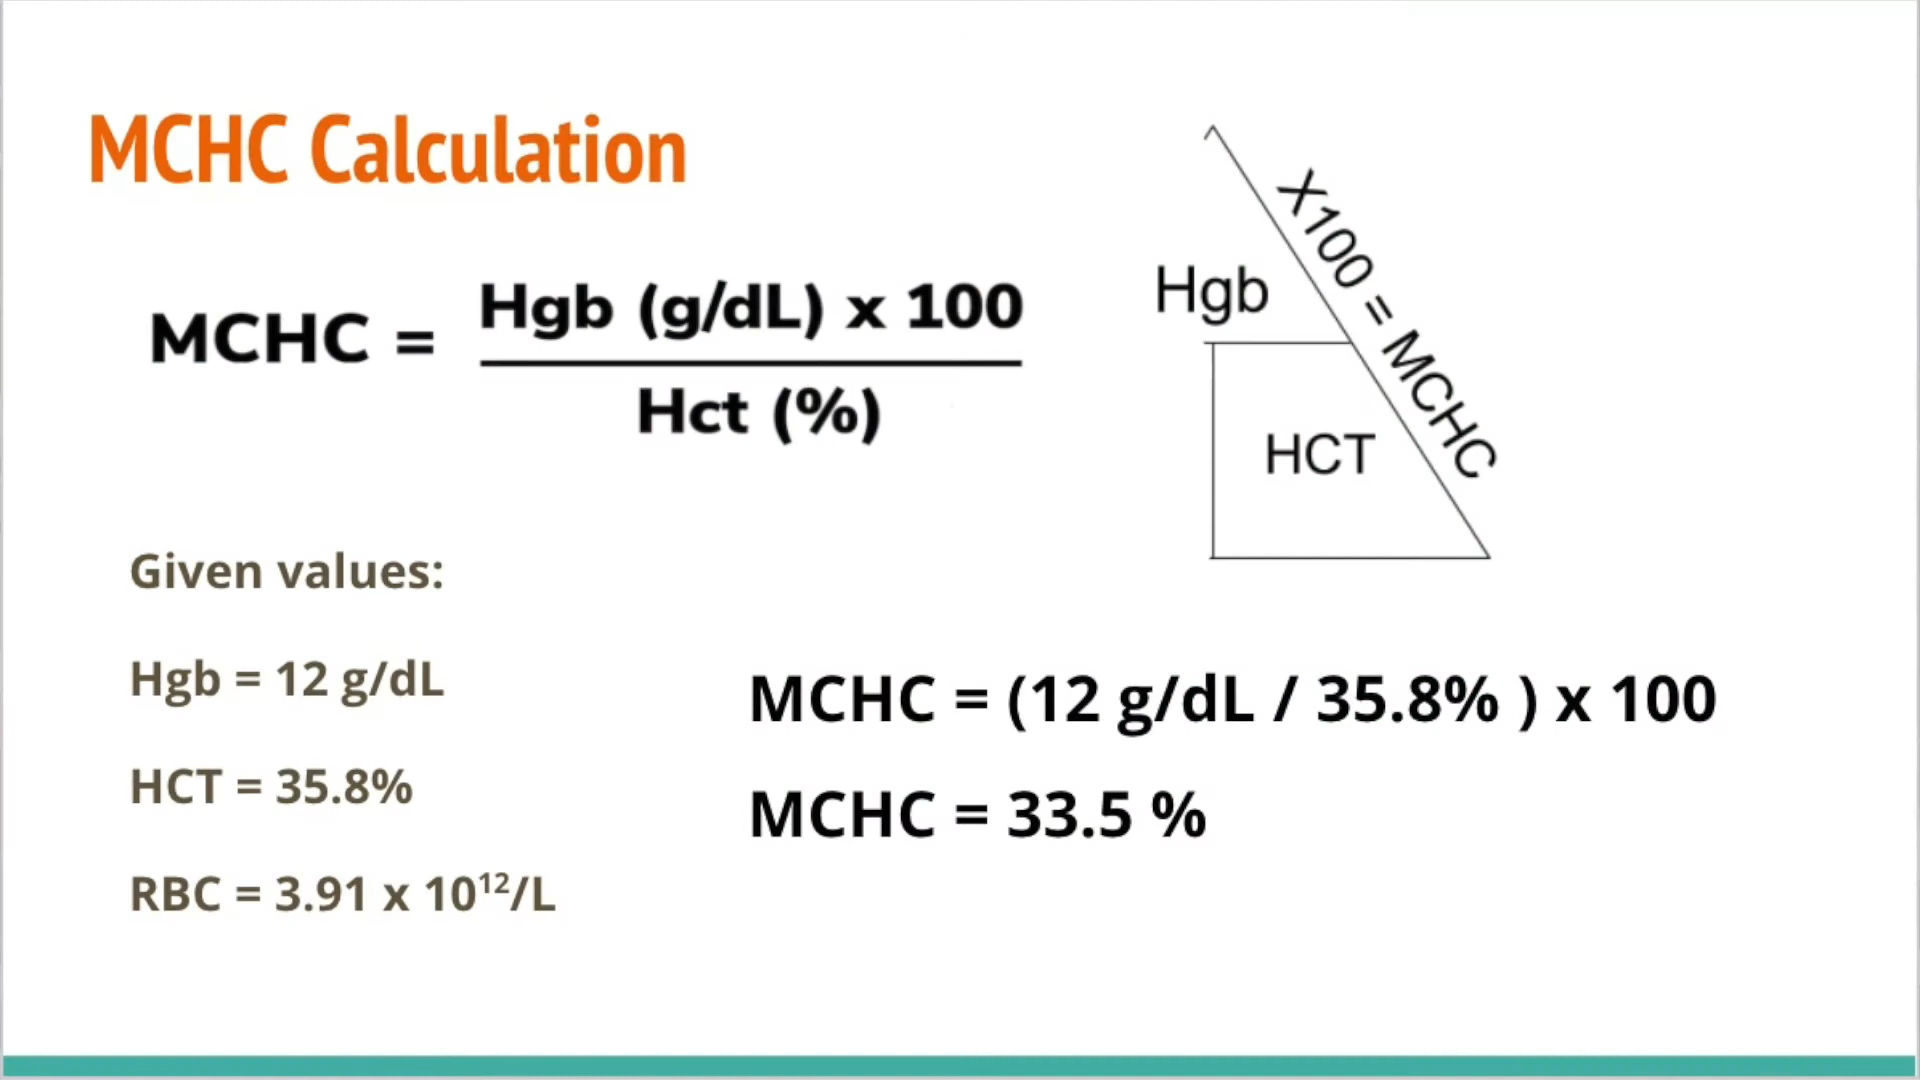 MCHC Calculation
MCHC = Hgb (g/dL) x 100
Hct (%)
Hgb
X100 = MCHC
HCT
Given values:
Hgb = 12 g/dL
HCT = 35.8%
RBC = 3.91 x 10¹²/L
MCHC = (12 g/dL / 35.8% ) x 100
MCHC = 33.5 %